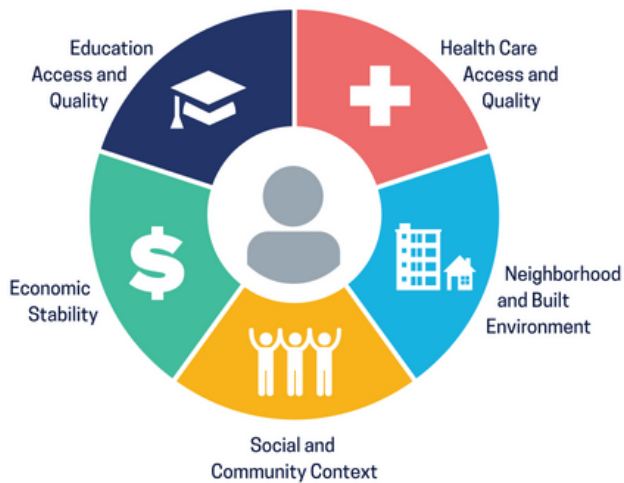 Education
Access and
Quality
Health Care
Access and
Quality
$
Economic
Stability
Neighborhood
and Built
Environment
Social and
Community Context